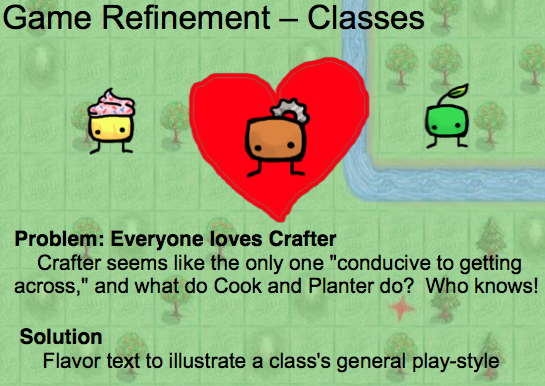 Game Refinement – Classes
Problem: Everyone loves Crafter
Crafter seems like the only one "conducive to getting
across," and what do Cook and Planter do?  Who knows!
Solution
Flavor text to illustrate a class's general play-style